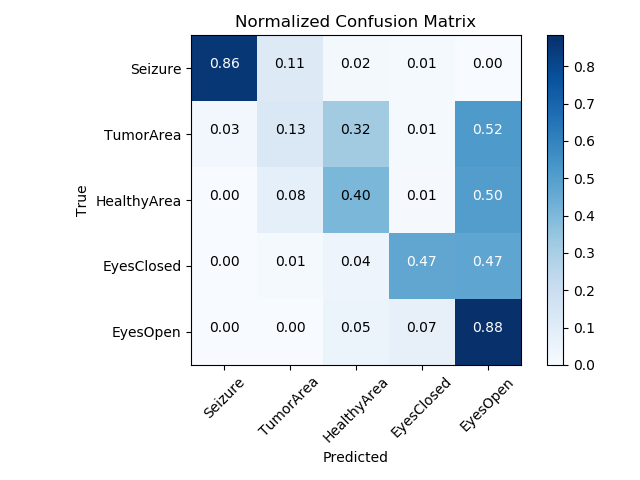 Normalized Confusion Matrix
Seizure 0.86 0.11 0.02 0.01 0.00
TumorArea 0.03 0.13 0.32 0.01 0.52
HealthyArea 0.00 0.08 0.40 0.01 0.50
EyesClosed 0.00 0.01 0.04 0.47 0.47
EyesOpen 0.00 0.00 0.05 0.07 0.88
True
Seizure TumorArea HealthyArea EyesClosed EyesOpen
Predicted
0.8
0.7
0.6
0.5
0.4
0.3
0.2
0.1
0.0